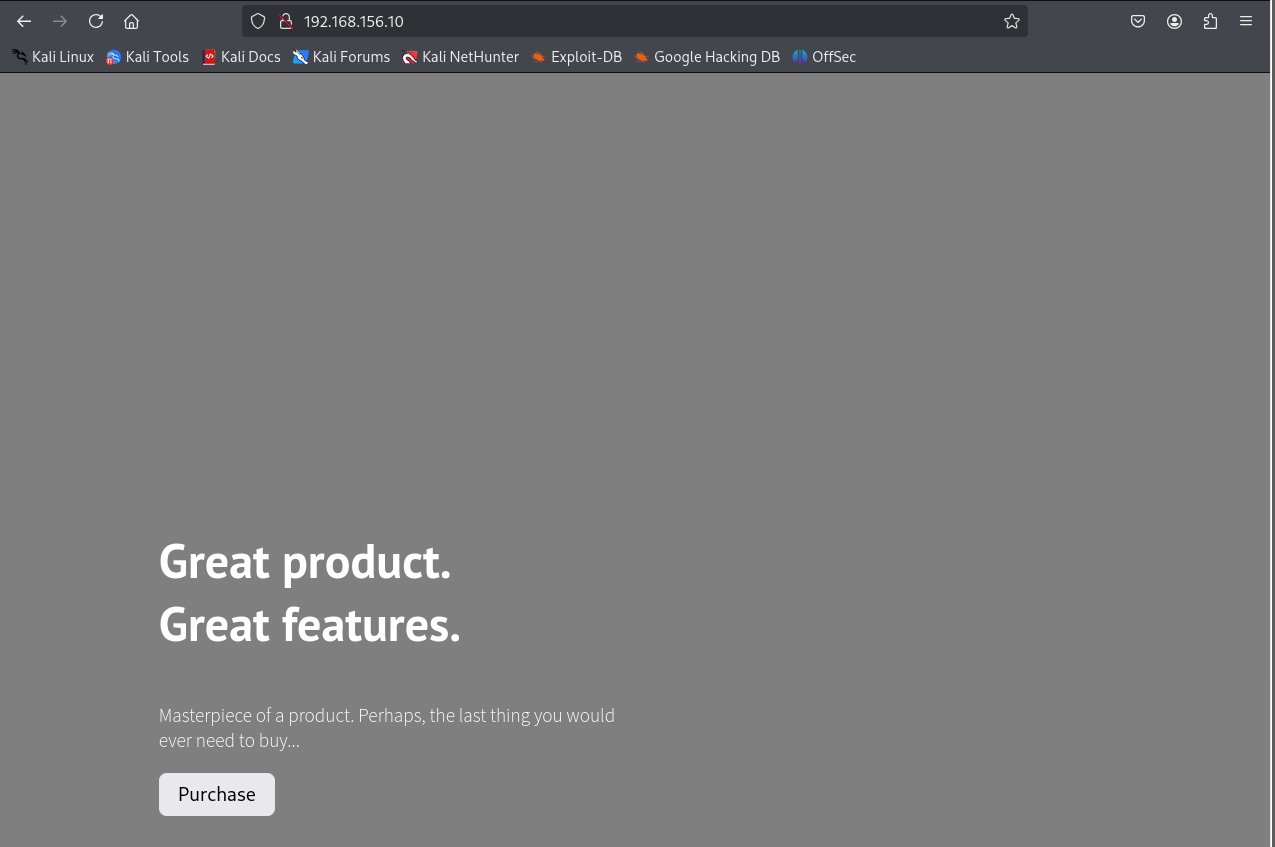 192.168.156.10
Kali Linux Kali Tools Kali Docs Kali Forums Kali NetHunter Exploit-DB Google Hacking DB OffSec
Great product.
Great features.
Masterpiece of a product. Perhaps, the last thing you would
ever need to buy...
Purchase